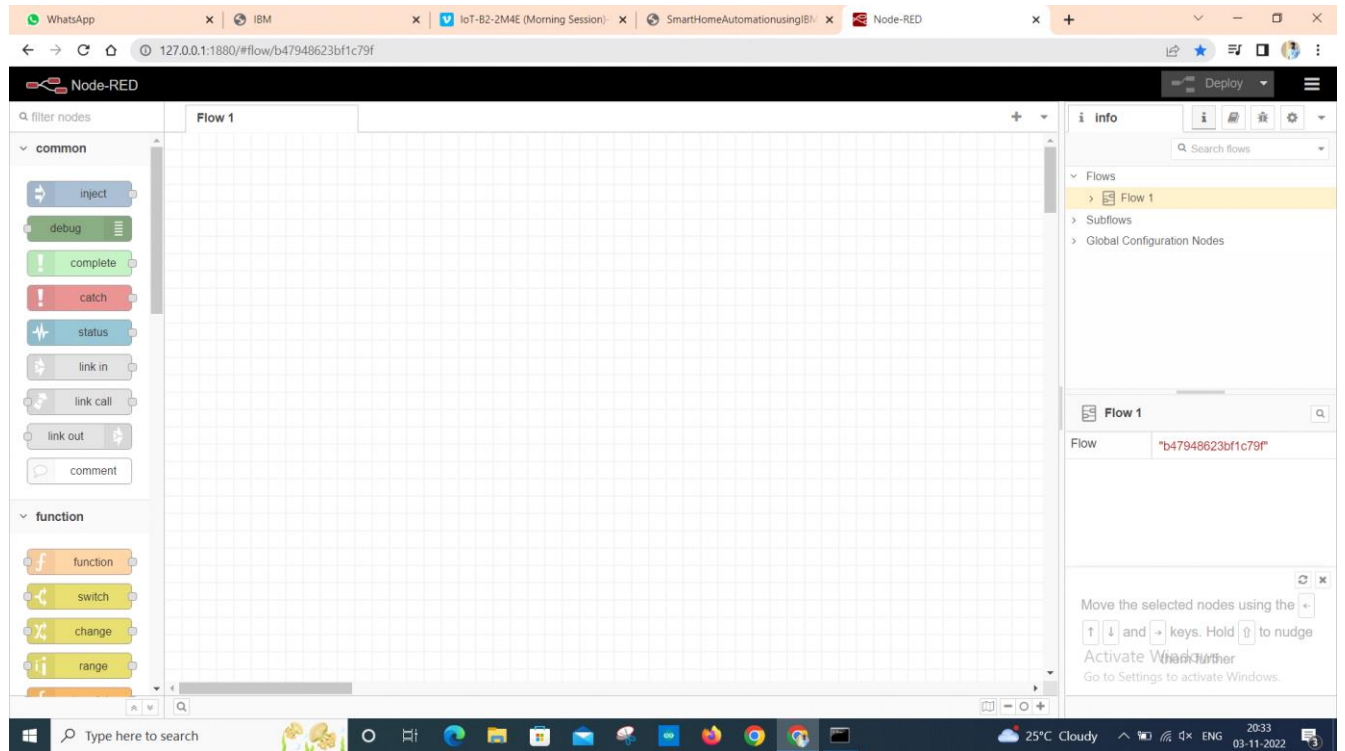 WhatsApp
IBM
IoT-B2-2M4E (Morning Session)-
SmartHomeAutomationusingIBM
Node-RED
127.0.0.1:1880/#flow/b47948623bf1c79f
Node-RED
Deploy
filter nodes
Flow 1
i info
i
Search flows
common
inject
debug
complete
catch
status
link in
link call
link out
comment
function
function
switch
change
range
Flows
Flow 1
Subflows
Global Configuration Nodes
Flow 1
Flow
"b47948623bf1c79f"
Move the selected nodes using the ←
↑ ↓ and → keys. Hold ⇧ to nudge
them further
Activate Windows
Go to Settings to activate Windows.
Type here to search
25°C Cloudy
ENG
20:33
03-11-2022
3